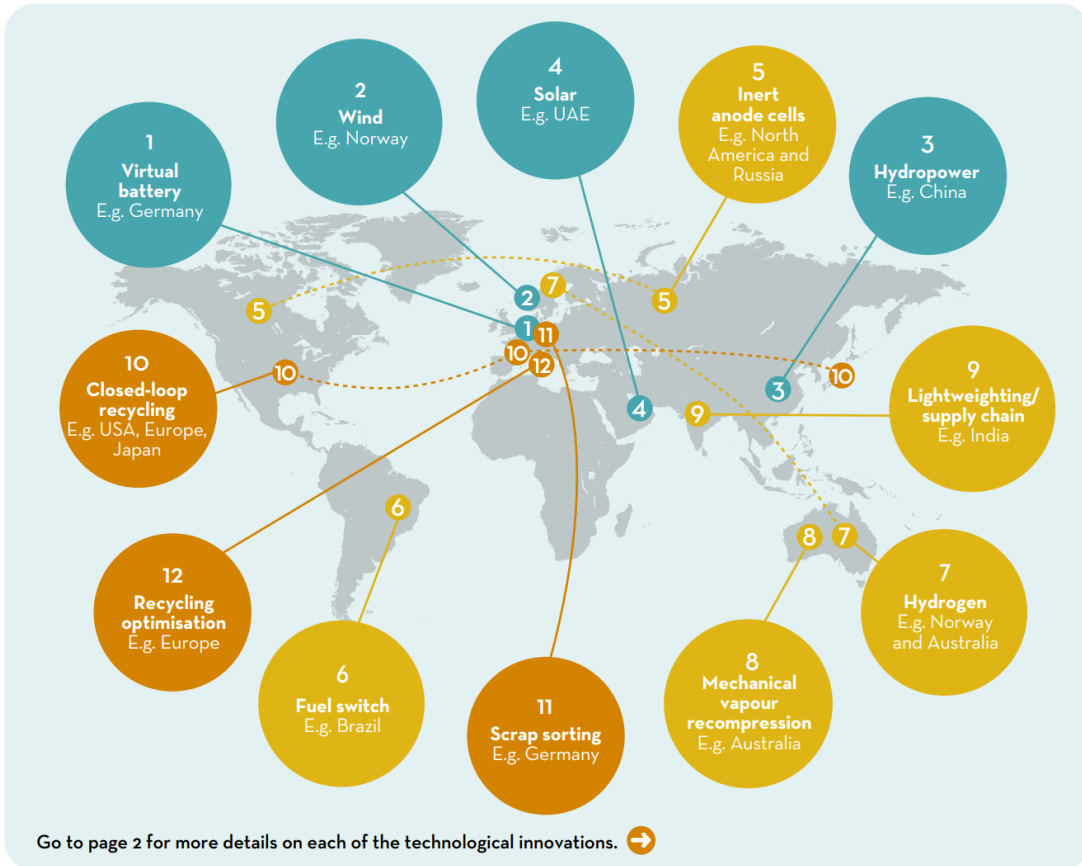 1
Virtual
battery
E.g. Germany
2
Wind
E.g. Norway
4
Solar
E.g. UAE
5
Inert
anode cells
E.g. North
America and
Russia
3
Hydropower
E.g. China
5
2
7
5
1
11
10
12
10
10
3
4
9
6
8
7
10
Closed-loop
recycling
E.g. USA, Europe,
Japan
9
Lightweighting/
supply chain
E.g. India
12
Recycling
optimisation
E.g. Europe
6
Fuel switch
E.g. Brazil
11
Scrap sorting
E.g. Germany
8
Mechanical
vapour
recompression
E.g. Australia
7
Hydrogen
E.g. Norway
and Australia
Go to page 2 for more details on each of the technological innovations.